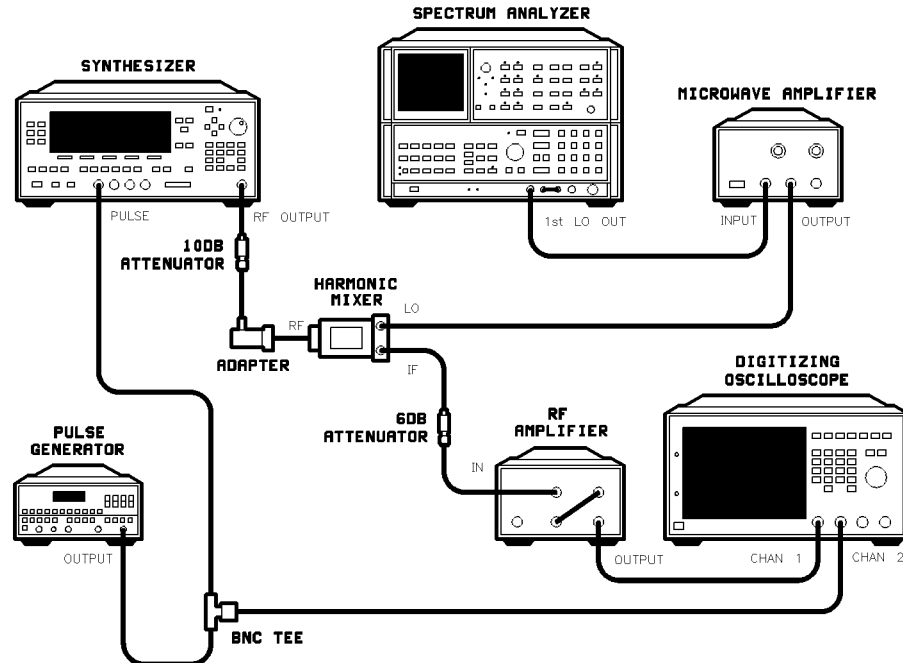 SPECTRUM ANALYZER
SYNTHESIZER
MICROWAVE AMPLIFIER
PULSE
RF OUTPUT
1st LO OUT
INPUT
OUTPUT
10DB
ATTENUATOR
HARMONIC
MIXER
LO
RF
ADAPTER
IF
DIGITIZING
OSCILLOSCOPE
6DB
ATTENUATOR
RF
AMPLIFIER
PULSE
GENERATOR
IN
OUTPUT
OUTPUT
CHAN 1
CHAN 2
BNC TEE